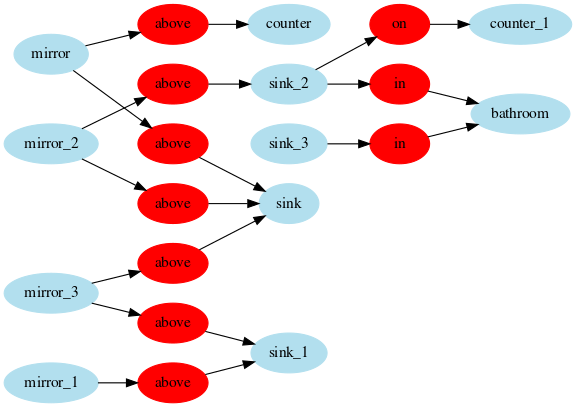 above counter on counter_1
mirror
above sink_2 in
bathroom
mirror_2 above sink_3 in
above sink
above
mirror_3
above
sink_1
mirror_1 above